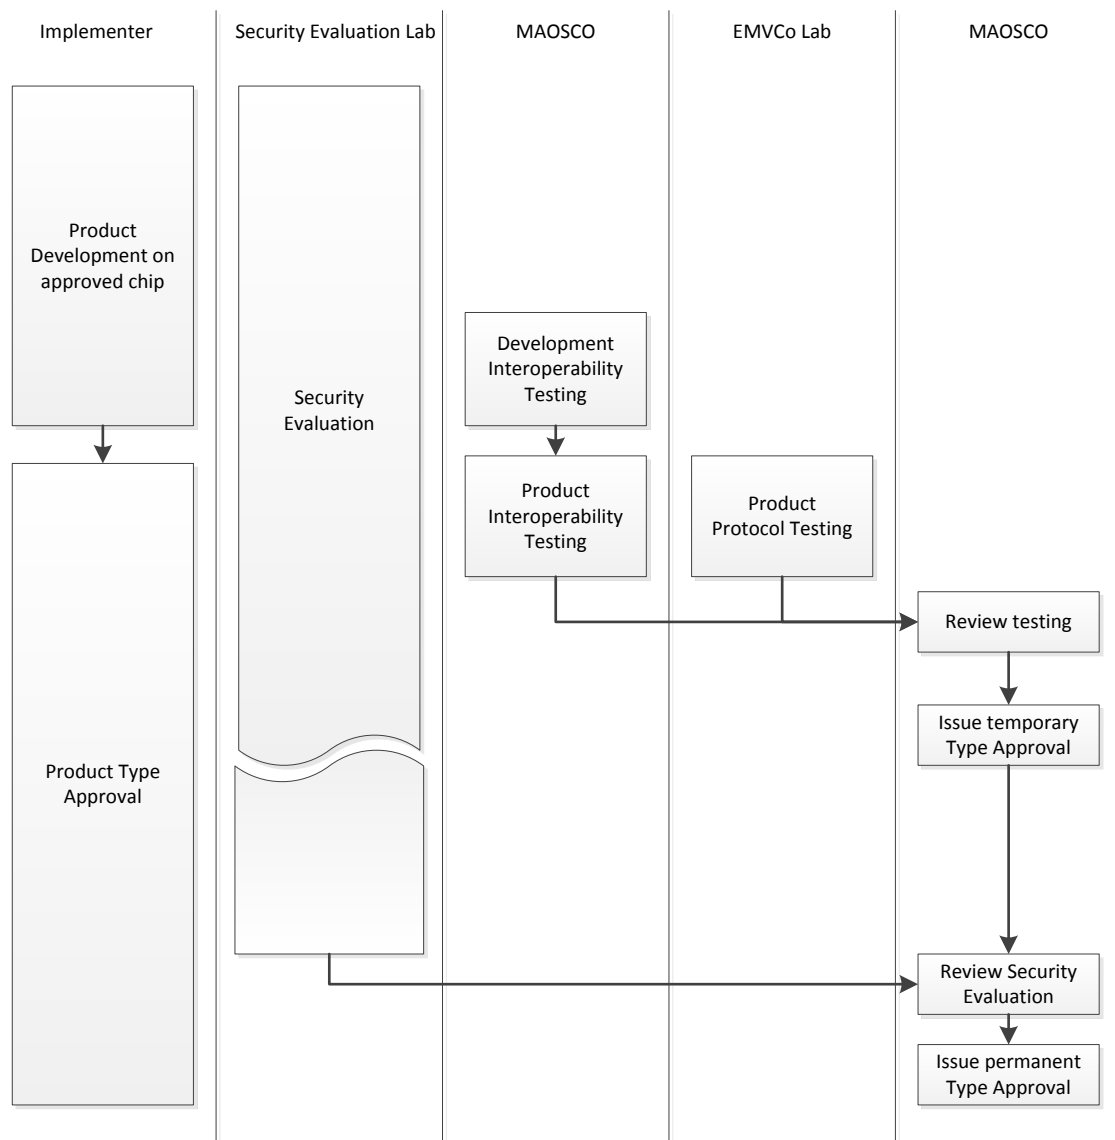 Implementer
Security Evaluation Lab
MAOSCO
EMVCo Lab
MAOSCO
Product
Development on
approved chip
Product Type
Approval
Security
Evaluation
Development
Interoperability
Testing
Product
Interoperability
Testing
Product
Protocol Testing
Review testing
Issue temporary
Type Approval
Review Security
Evaluation
Issue permanent
Type Approval